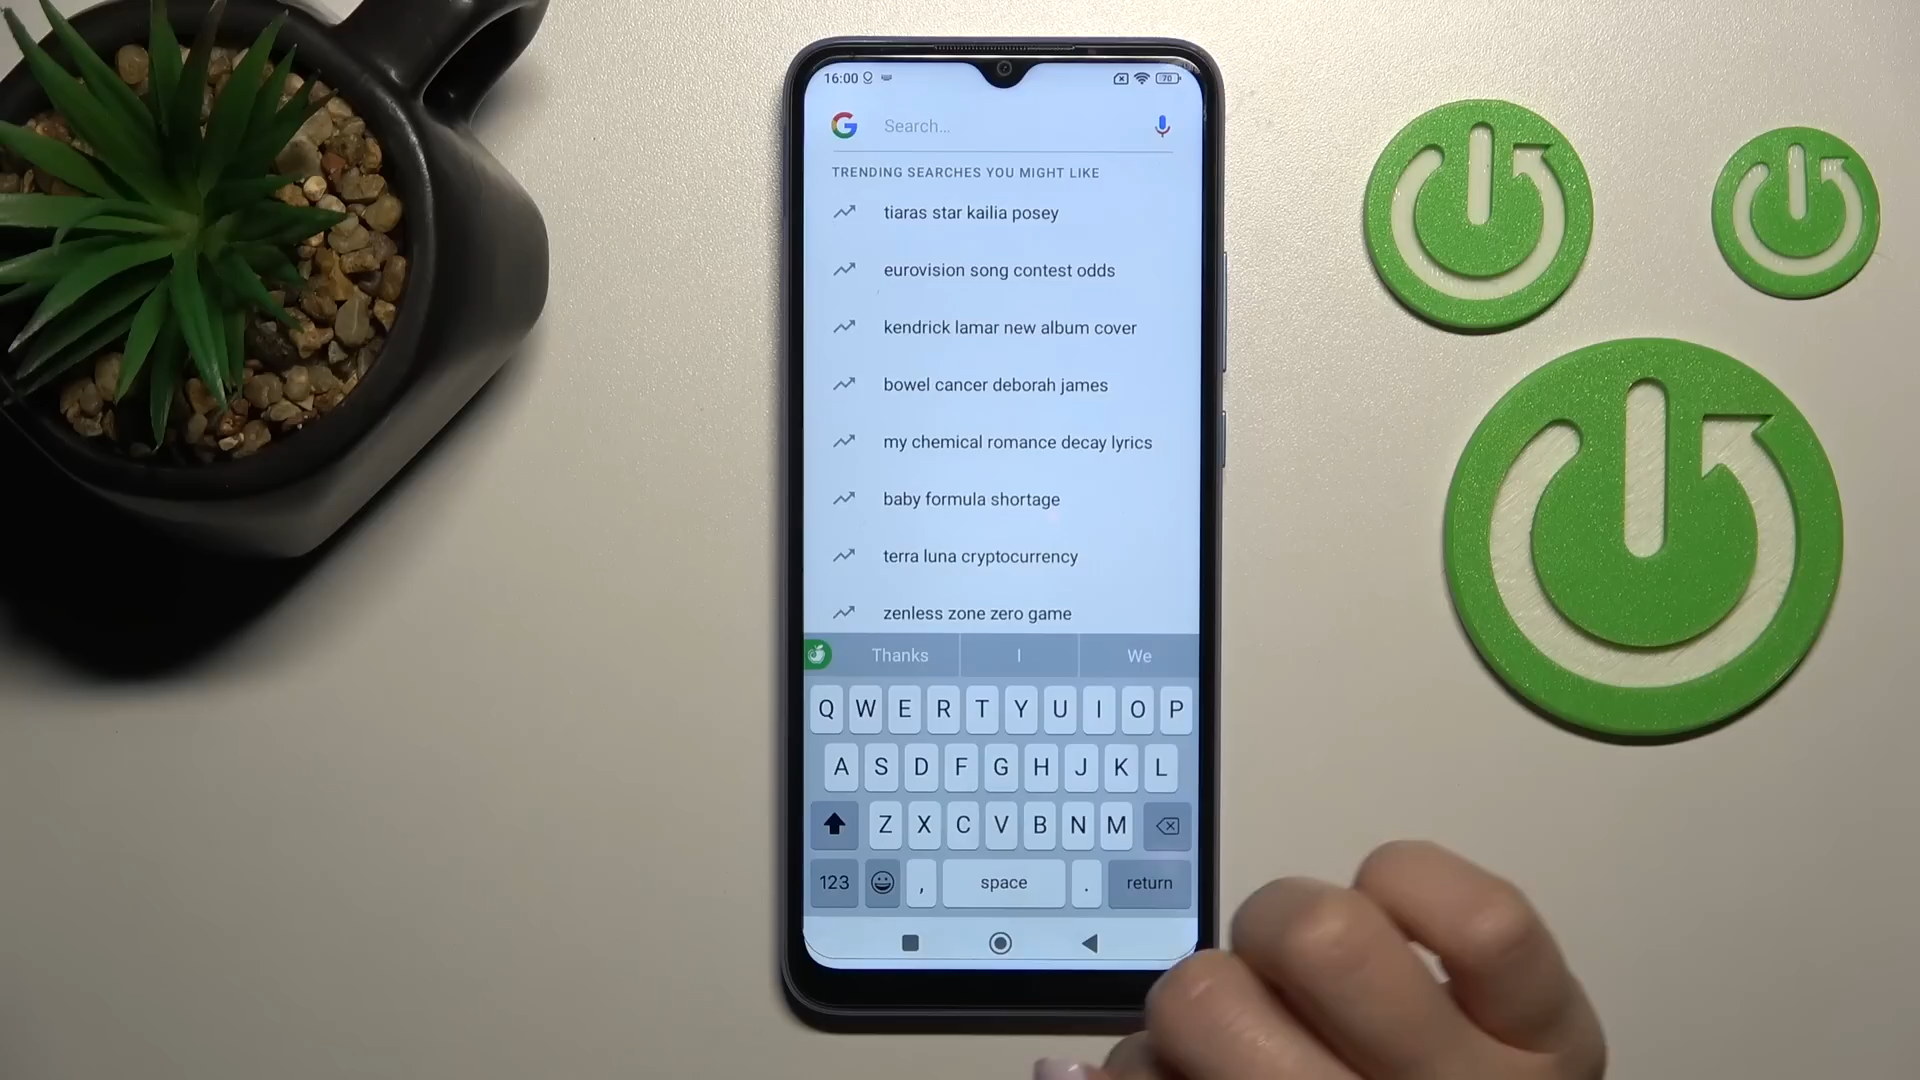 16:00 70
G Search...
TRENDING SEARCHES YOU MIGHT LIKE
tiaras star kailia posey
eurovision song contest odds
kendrick lamar new album cover
bowel cancer deborah james
my chemical romance decay lyrics
baby formula shortage
terra luna cryptocurrency
zenless zone zero game
Thanks I We
Q W E R T Y U I O P
A S D F G H J K L
Z X C V B N M
123 , space . return